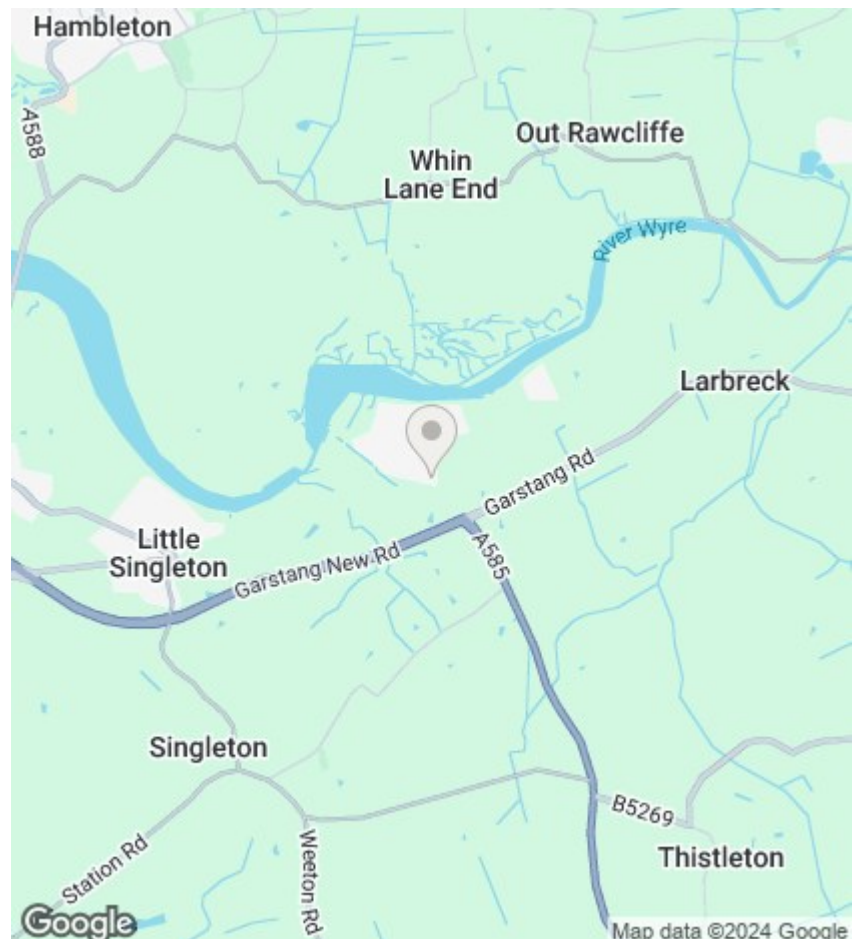 Hambleton
A588
Out Rawcliffe
Whin
Lane End
River Wyre
Larbreck
Garstang Rd
Little
Singleton
Garstang New Rd
A585
Singleton
B5269
Station Rd
Weeton Rd
Thistleton
Google
Map data ©2024 Google